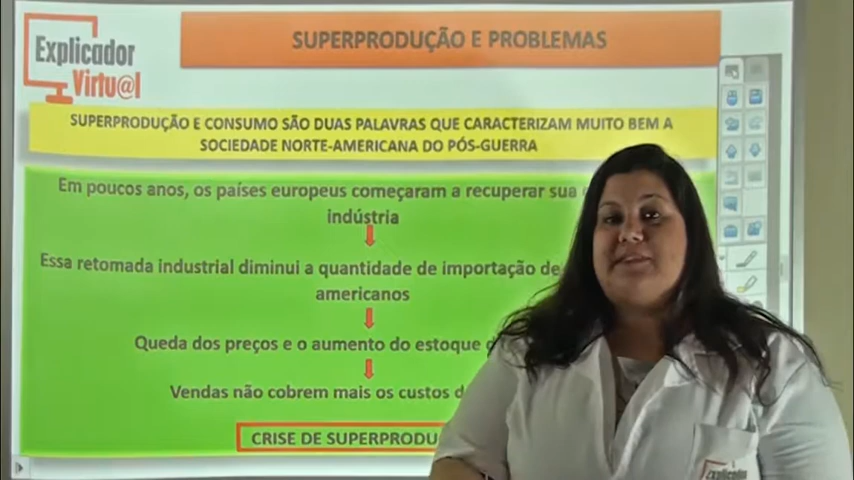 Explicador
Virtu@l
SUPERPRODUÇÃO E PROBLEMAS
SUPERPRODUÇÃO E CONSUMO SÃO DUAS PALAVRAS QUE CARACTERIZAM MUITO BEM A
SOCIEDADE NORTE-AMERICANA DO PÓS-GUERRA
Em poucos anos, os países europeus começaram a recuperar sua
indústria
Essa retomada industrial diminui a quantidade de importação de
americanos
Queda dos preços e o aumento do estoque
Vendas não cobrem mais os custos
CRISE DE SUPERPRODU
Explicador